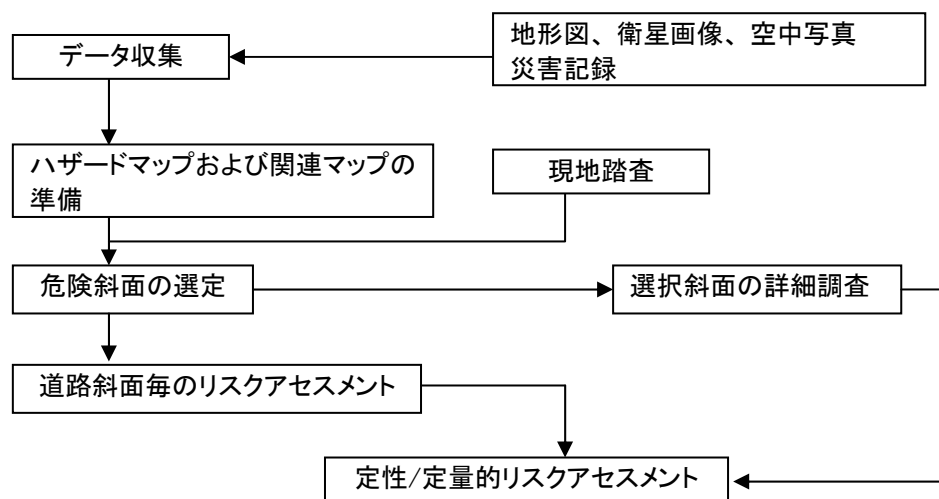 データ収集
地形図、衛星画像、空中写真
災害記録
ハザードマップおよび関連マップの
準備
現地踏査
危険斜面の選定
選択斜面の詳細調査
道路斜面毎のリスクアセスメント
定性/定量的リスクアセスメント